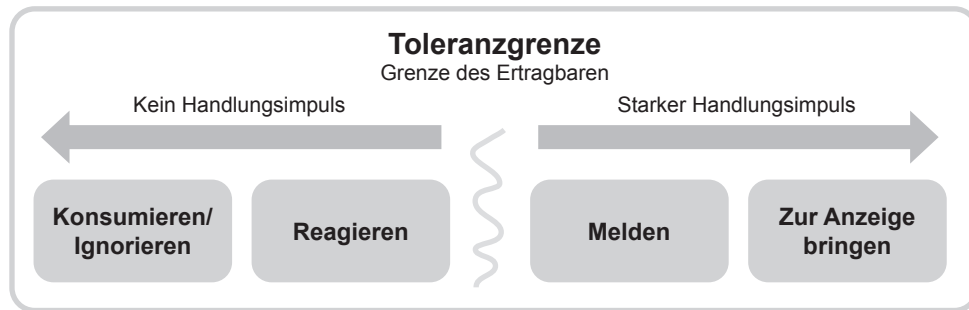 Toleranzgrenze
Grenze des Ertragbaren
Kein Handlungsimpuls
Starker Handlungsimpuls
Konsumieren/
Ignorieren
Reagieren
Melden
Zur Anzeige
bringen